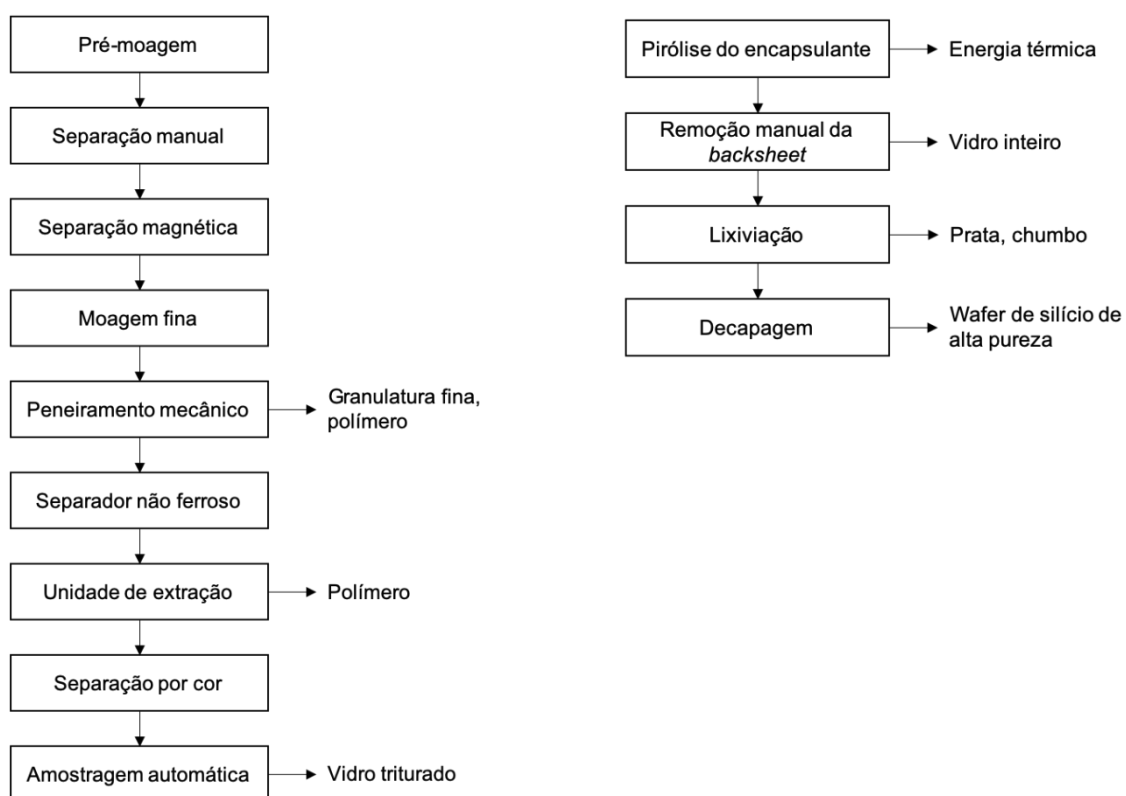 Pré-moagem
Separação manual
Separação magnética
Moagem fina
Peneiramento mecânico
Granulatura fina,
polímero
Separador não ferroso
Unidade de extração
Polímero
Separação por cor
Amostragem automática
Vidro triturado
Pirólise do encapsulante
Energia térmica
Remoção manual da
backsheet
Vidro inteiro
Lixiviação
Prata, chumbo
Decapagem
Wafer de silício de
alta pureza